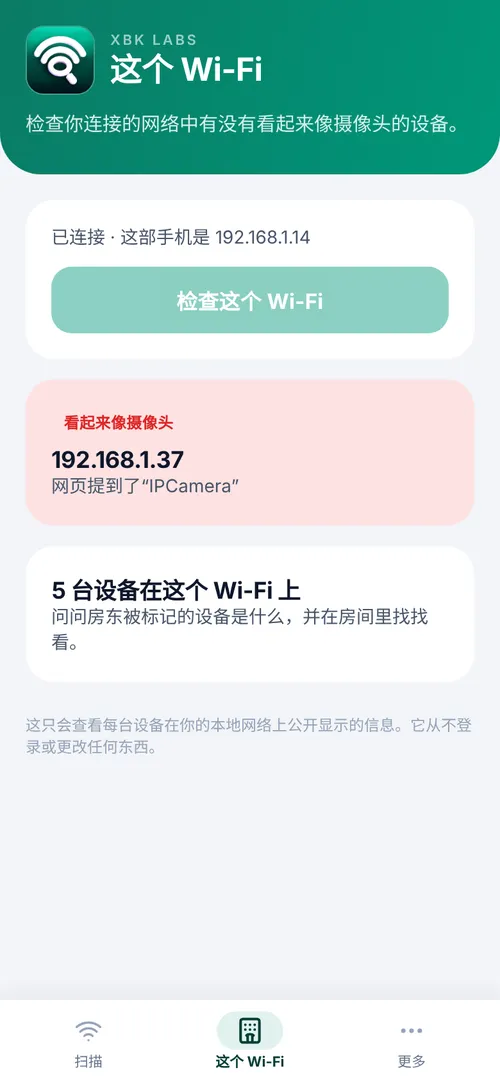 XBK LABS
这个 Wi-Fi
检查你连接的网络中有没有看起来像摄像头的设备。
已连接 · 这部手机是 192.168.1.14
检查这个 Wi-Fi
看起来像摄像头
192.168.1.37
网页提到了“IPCamera”
5 台设备在这个 Wi-Fi 上
问问房东被标记的设备是什么，并在房间里找找
看。
这只会查看每台设备在你的本地网络上公开显示的信息。它从不登
录或更改任何东西。
扫描
这个 Wi-Fi
更多